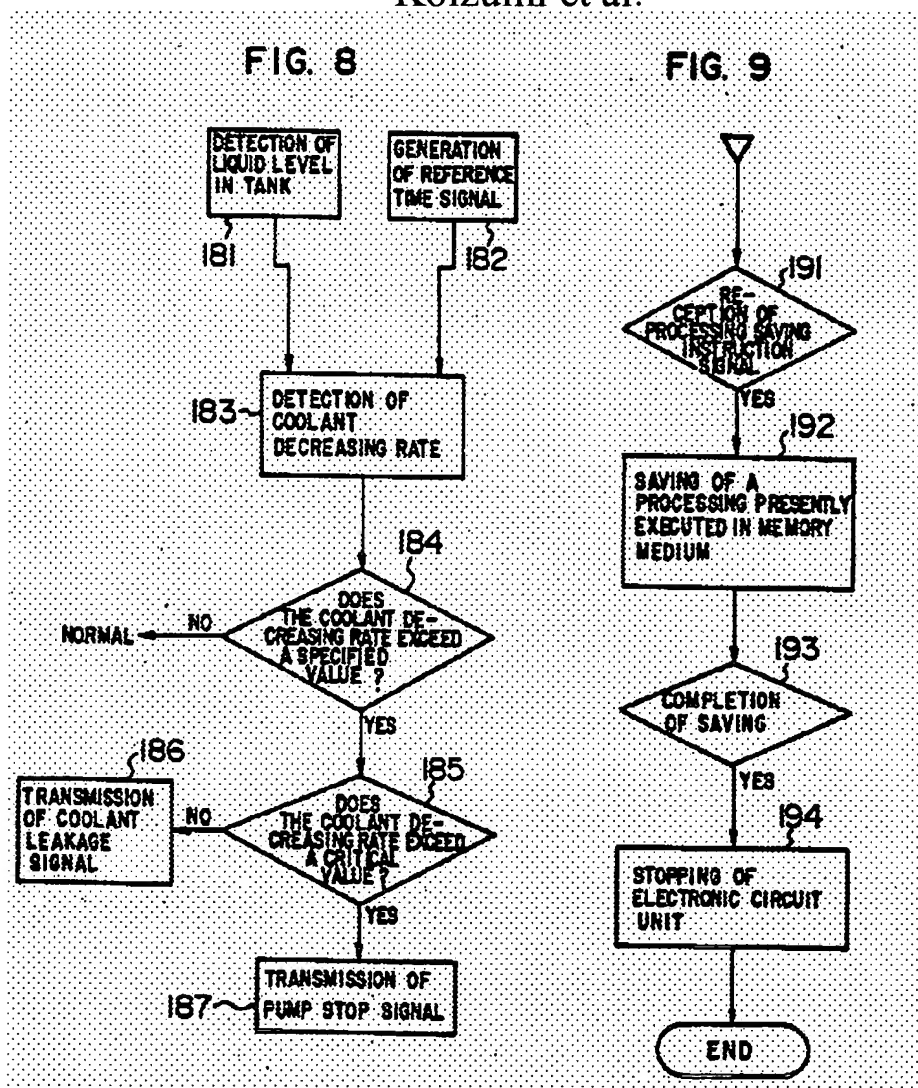 Koizumi et al.
FIG. 8
DETECTION OF
LIQUID LEVEL
IN TANK
181
GENERATION
OF REFERENCE
TIME SIGNAL
182
183
DETECTION OF
COOLANT
DECREASING RATE
184
DOES
THE COOLANT DE-
CREASING RATE EXCEED
A SPECIFIED
VALUE ?
NO
NORMAL
YES
185
DOES
THE COOLANT DE-
CREASING RATE EXCEED
A CRITICAL
VALUE ?
NO
186
TRANSMISSION
OF COOLANT
LEAKAGE
SIGNAL
YES
187
TRANSMISSION OF
PUMP STOP SIGNAL
FIG. 9
191
RE-
CEPTION OF
PROCESSING SAVING
INSTRUCTION
SIGNAL
YES
192
SAVING OF A
PROCESSING PRESENTLY
EXECUTED IN MEMORY
MEDIUM
193
COMPLETION
OF SAVING
YES
194
STOPPING OF
ELECTRONIC CIRCUIT
UNIT
END